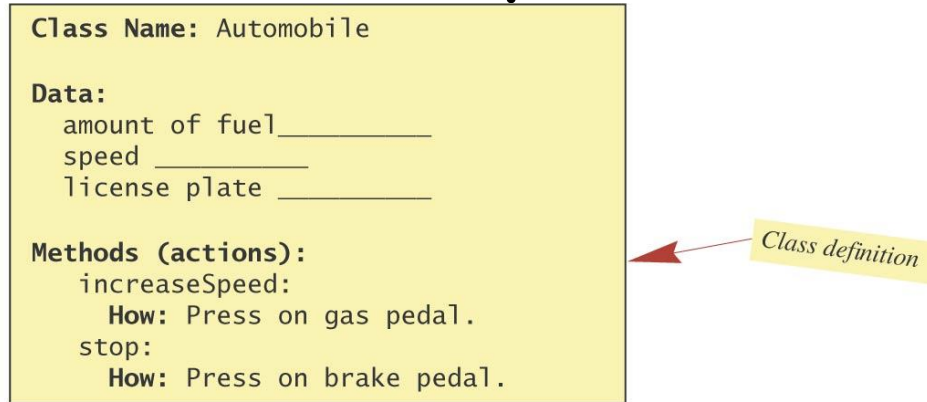 Class Name: Automobile
Data:
amount of fuel__________
speed __________
license plate __________
Methods (actions):
increaseSpeed:
How: Press on gas pedal.
stop:
How: Press on brake pedal.
Class definition